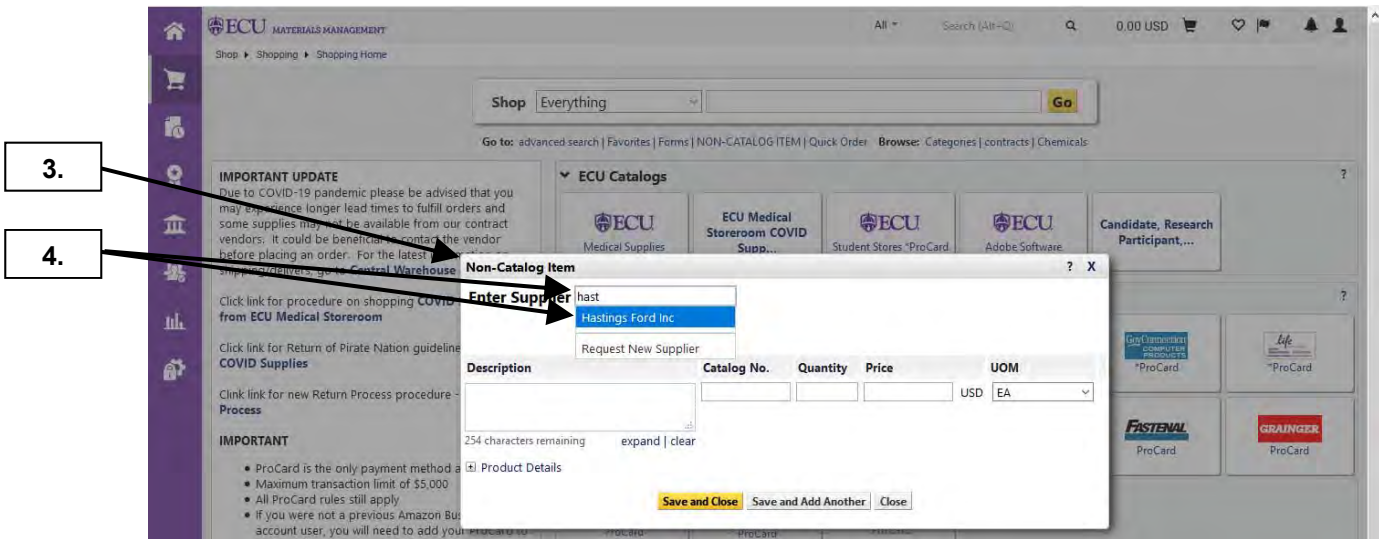 ECU MATERIALS MANAGEMENT
All
Search (Alt+Q)
0.00 USD
Shop ▸ Shopping ▸ Shopping Home
Shop Everything
Go
Go to: advanced search | Favorites | Forms | NON-CATALOG ITEM | Quick Order Browse: Categories | contracts | Chemicals
3.
4.
IMPORTANT UPDATE
Due to COVID-19 pandemic please be advised that you
may experience longer lead times to fulfill orders and
some supplies may not be available from our contract
vendors. It could be beneficial to contact the vendor
before placing an order. For the latest
shipping/delivers, go to Central Warehouse
Click link for procedure on shopping COVID
from ECU Medical Storeroom
Click link for Return of Pirate Nation guideline
COVID Supplies
Clink link for new Return Process procedure -
Process
IMPORTANT
• ProCard is the only payment method a
• Maximum transaction limit of $5,000
• All ProCard rules still apply
• If you were not a previous Amazon Bus
account user, you will need to add your ProCard to
ECU Catalogs
?
ECU
Medical Supplies
ECU Medical
Storeroom COVID
Supp...
ECU
Student Stores *ProCard
ECU
Adobe Software
Candidate, Research
Participant,...
?
Non-Catalog Item
? X
Enter Supplier hast
Hastings Ford Inc
Request New Supplier
Description Catalog No. Quantity Price UOM
USD EA
254 characters remaining expand | clear
Product Details
Save and Close Save and Add Another Close
GovConnection
COMPUTER
PRODUCTS
*ProCard
life
*ProCard
FASTENAL
ProCard
GRAINGER
ProCard
ProCard
ProCard